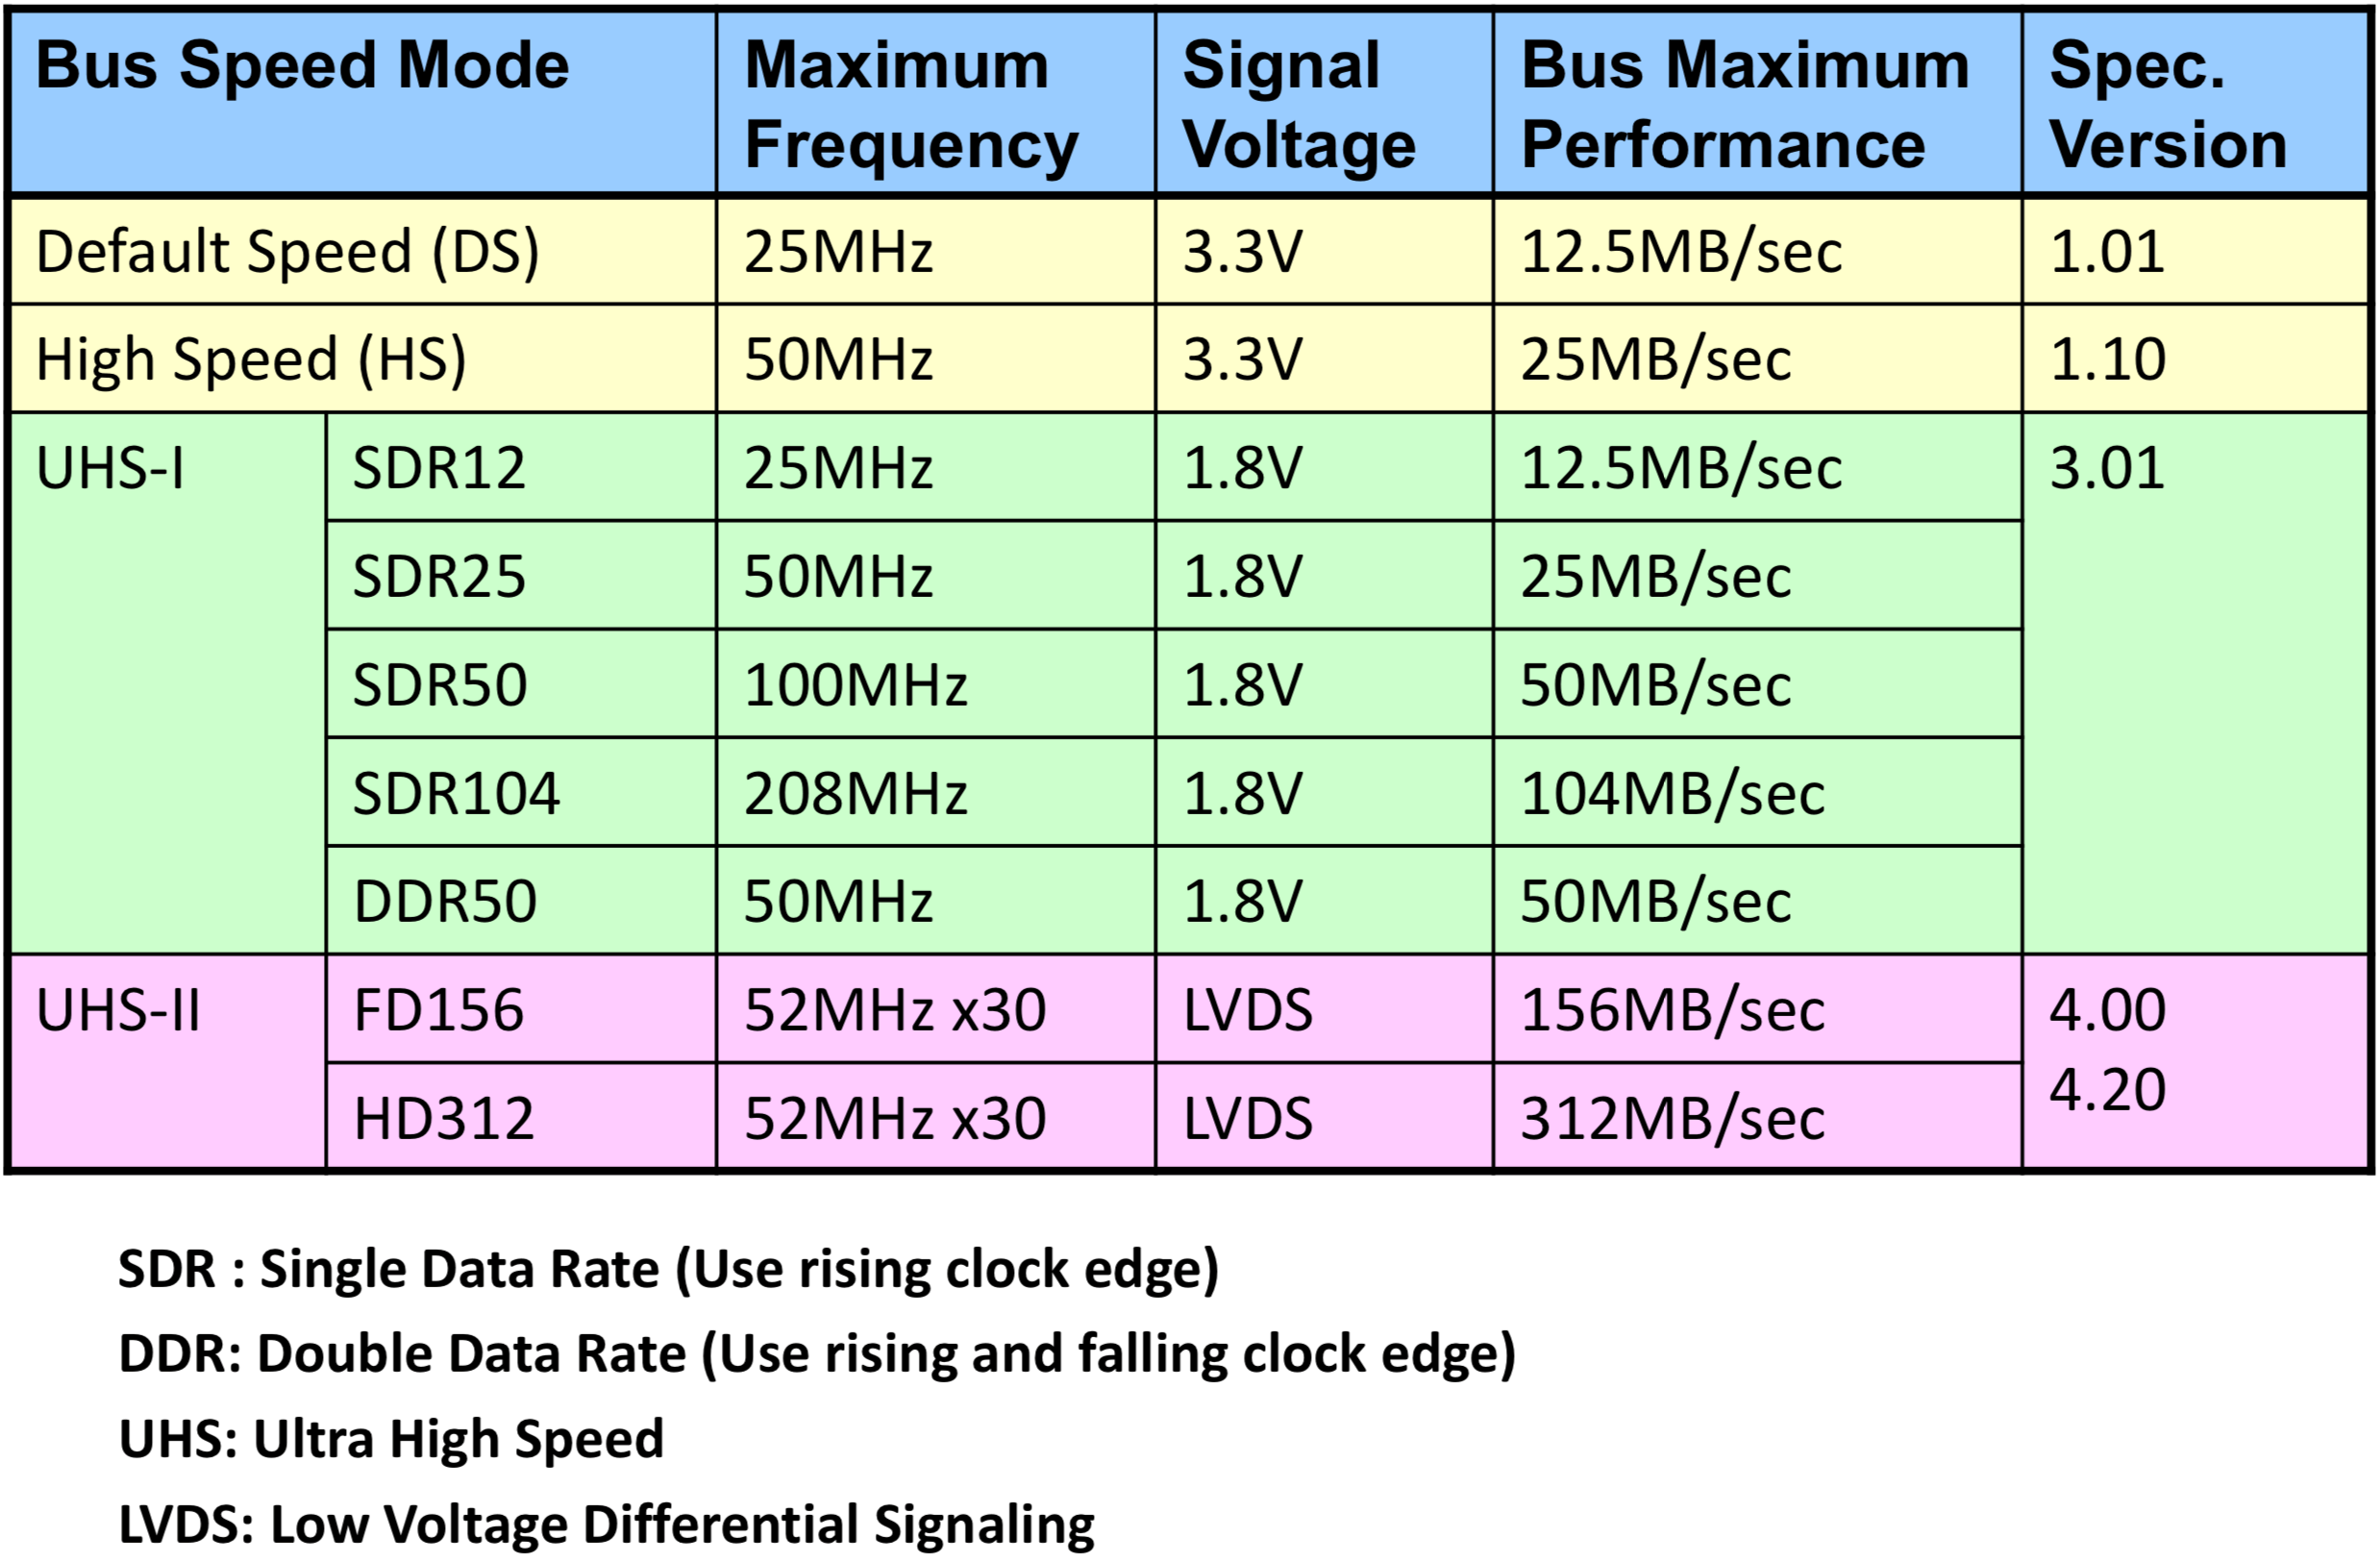 Bus Speed Mode Maximum Frequency Signal Voltage Bus Maximum Performance Spec. Version
Default Speed (DS) 25MHz 3.3V 12.5MB/sec 1.01
High Speed (HS) 50MHz 3.3V 25MB/sec 1.10
UHS-I SDR12 25MHz 1.8V 12.5MB/sec 3.01
SDR25 50MHz 1.8V 25MB/sec
SDR50 100MHz 1.8V 50MB/sec
SDR104 208MHz 1.8V 104MB/sec
DDR50 50MHz 1.8V 50MB/sec
UHS-II FD156 52MHz x30 LVDS 156MB/sec 4.00
HD312 52MHz x30 LVDS 312MB/sec 4.20
SDR : Single Data Rate (Use rising clock edge)
DDR: Double Data Rate (Use rising and falling clock edge)
UHS: Ultra High Speed
LVDS: Low Voltage Differential Signaling